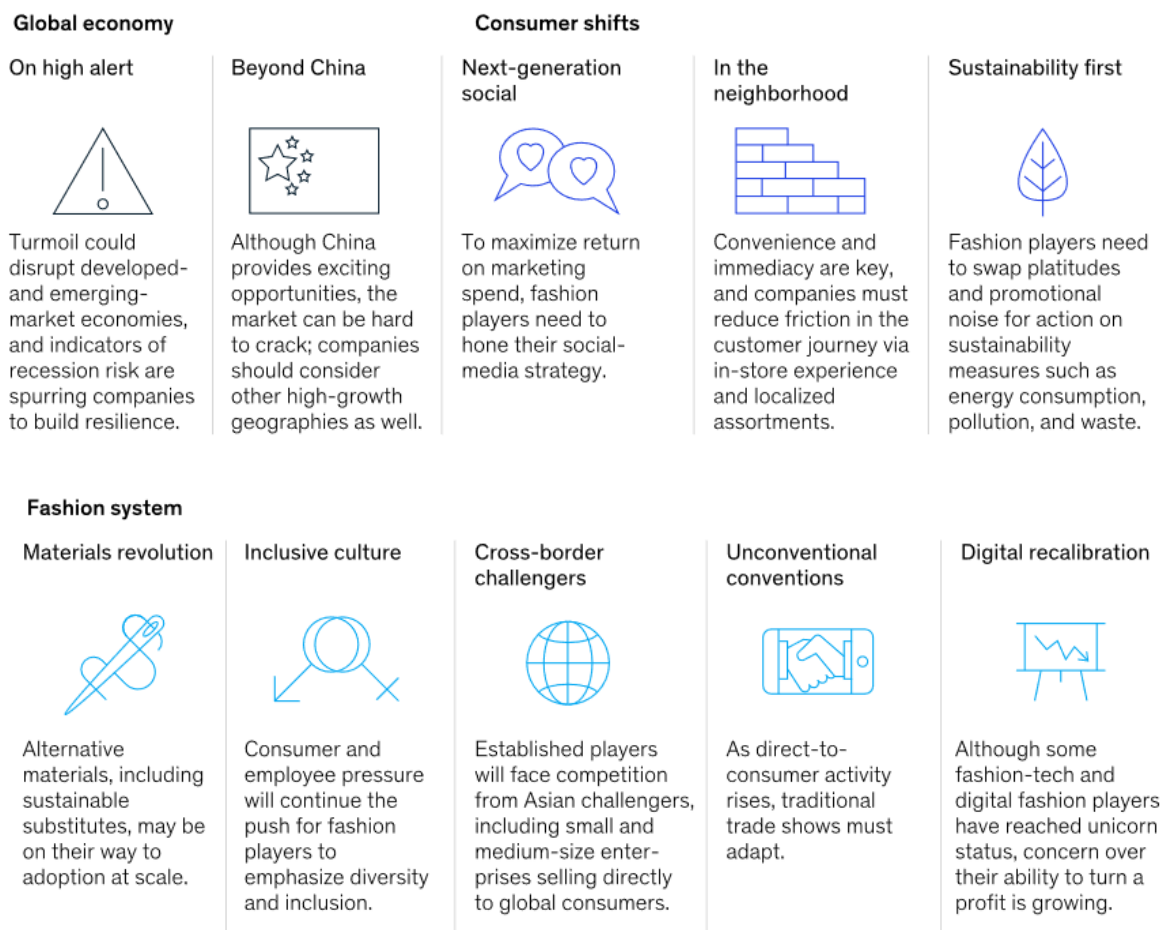 Global economy
Consumer shifts
On high alert
Turmoil could
disrupt developed-
and emerging-
market economies,
and indicators of
recession risk are
spurring companies
to build resilience.
Beyond China
Although China
provides exciting
opportunities, the
market can be hard
to crack; companies
should consider
other high-growth
geographies as well.
Next-generation
social
To maximize return
on marketing
spend, fashion
players need to
hone their social-
media strategy.
In the
neighborhood
Convenience and
immediacy are key,
and companies must
reduce friction in the
customer journey via
in-store experience
and localized
assortments.
Sustainability first
Fashion players need
to swap platitudes
and promotional
noise for action on
sustainability
measures such as
energy consumption,
pollution, and waste.
Fashion system
Materials revolution
Alternative
materials, including
sustainable
substitutes, may be
on their way to
adoption at scale.
Inclusive culture
Consumer and
employee pressure
will continue the
push for fashion
players to
emphasize diversity
and inclusion.
Cross-border
challengers
Established players
will face competition
from Asian challengers,
including small and
medium-size enter-
prises selling directly
to global consumers.
Unconventional
conventions
As direct-to-
consumer activity
rises, traditional
trade shows must
adapt.
Digital recalibration
Although some
fashion-tech and
digital fashion players
have reached unicorn
status, concern over
their ability to turn a
profit is growing.